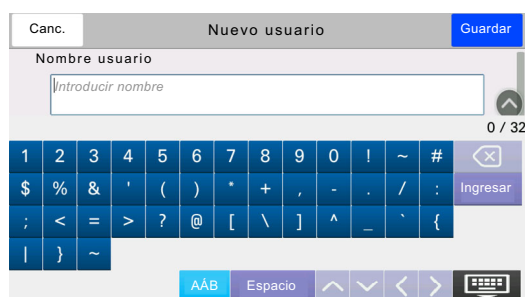 Canc. Nuevo usuario Guardar
Nombre usuario
Introducir nombre
0 / 32
1 2 3 4 5 6 7 8 9 0 ! ~ #
$ % & ' ( ) * + , - . / : Ingresar
; < = > ? @ [ \ ] ^ _ ` {
| } ~
AÁB Espacio